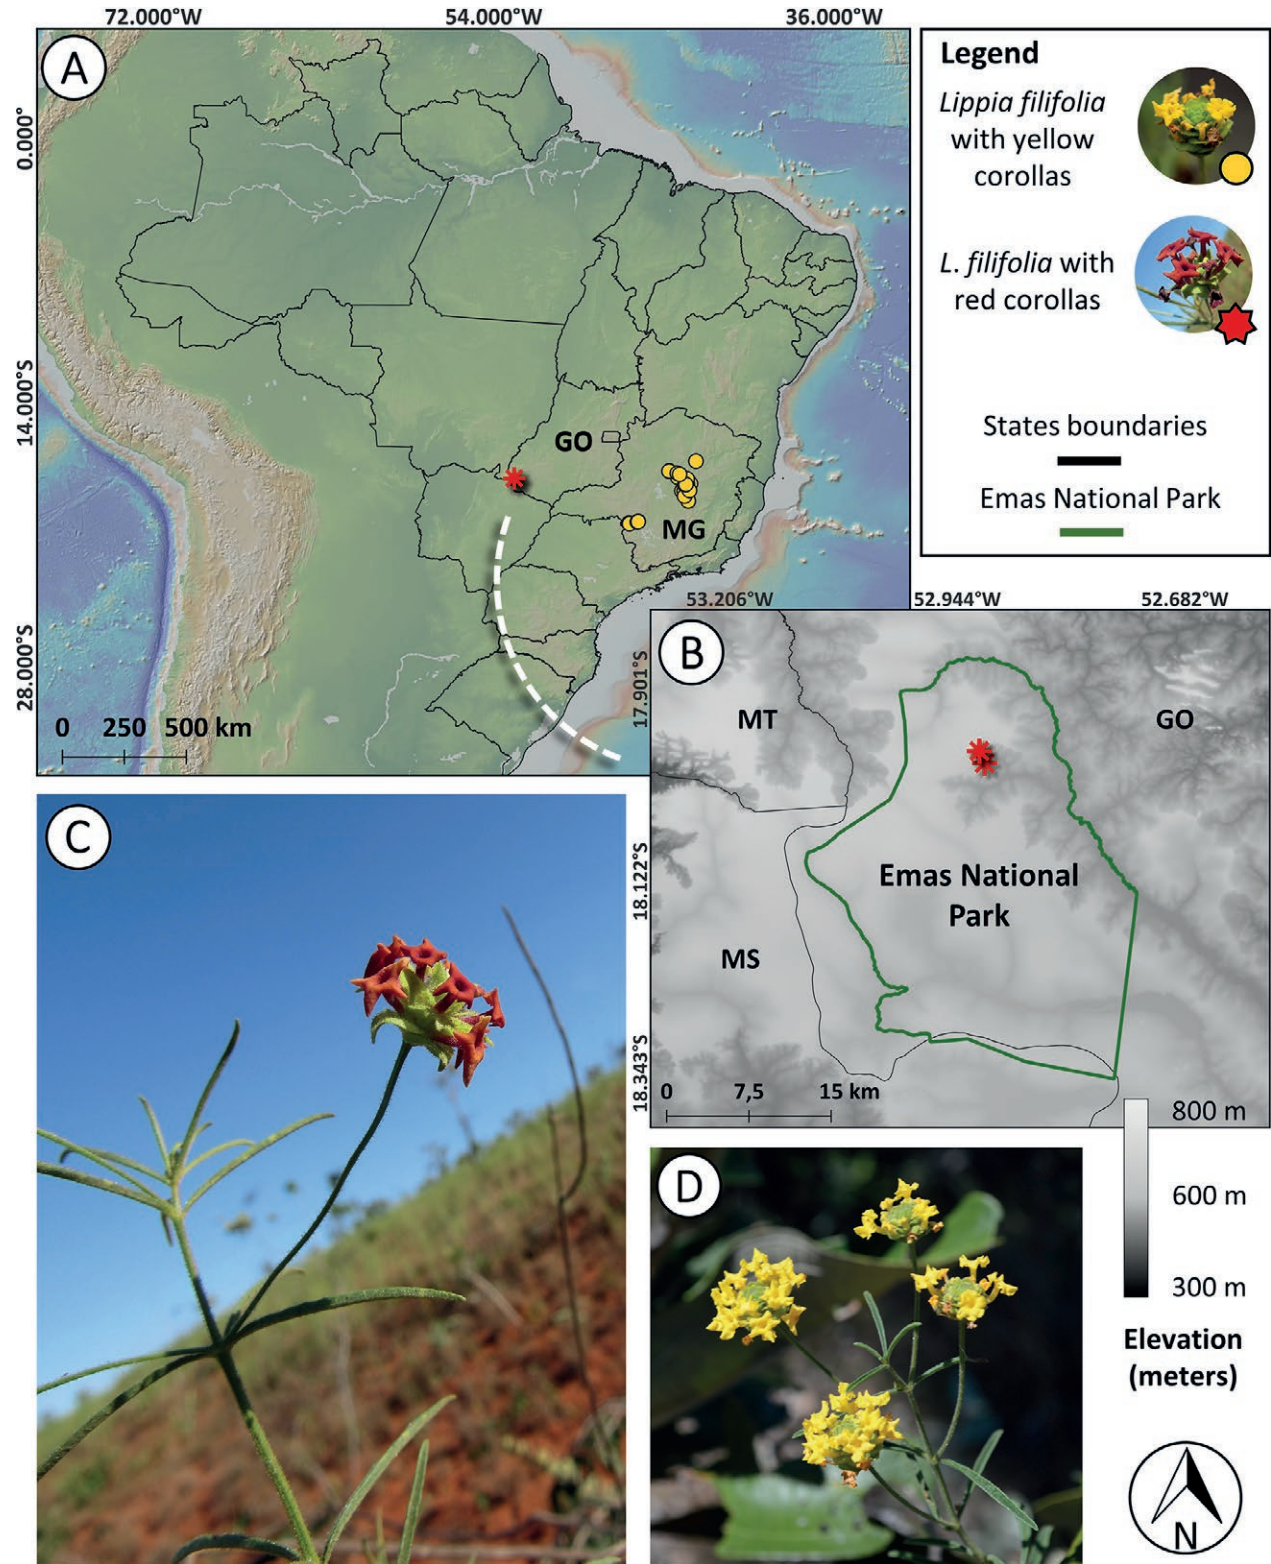 72.000°W 54.000°W 36.000°W
A
0.000°
14.000°S
28.000°S
GO
MG
0 250 500 km
Legend
Lippia filifolia
with yellow
corollas
L. filifolia with
red corollas
States boundaries
Emas National Park
53.206°W 52.944°W 52.682°W
B
17.901°S
18.122°S
18.343°S
MT
GO
Emas National
Park
MS
0 7,5 15 km
800 m
600 m
300 m
Elevation
(meters)
N
C
D